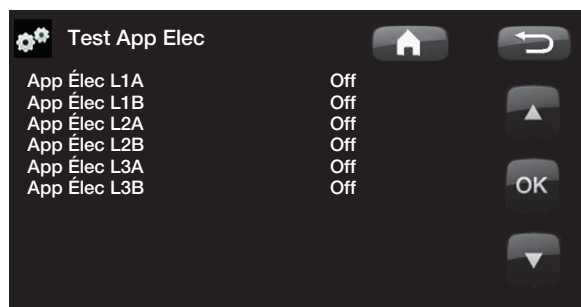 Test App Elec
App Élec L1A Off
App Élec L1B Off
App Élec L2A Off
App Élec L2B Off
App Élec L3A Off
App Élec L3B Off
OK